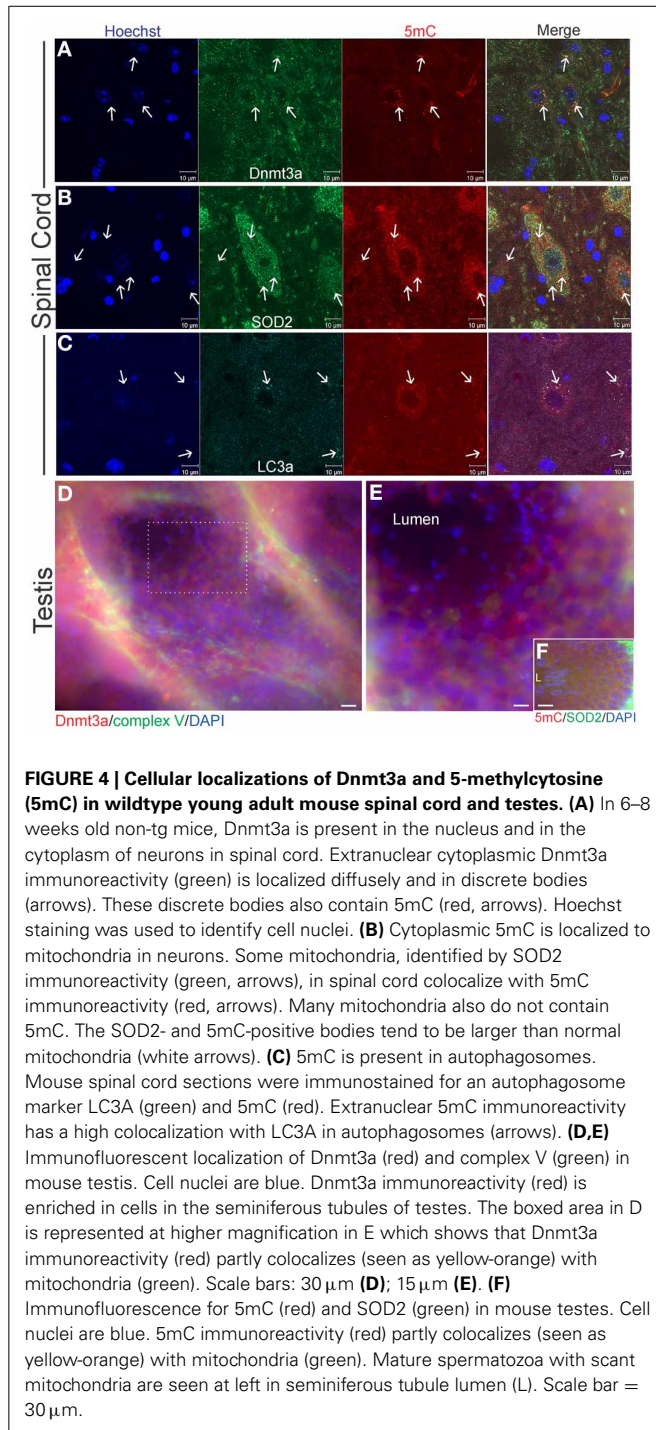 Hoechst 5mC Merge
A
Dnmt3a
10 µm 10 µm 10 µm 10 µm
Spinal Cord
B
SOD2
10 µm 10 µm 10 µm 10 µm
C
LC3a
10 µm 10 µm 10 µm 10 µm
Testis
D E
Lumen
F
L
Dnmt3a/complex V/DAPI 5mC/SOD2/DAPI
FIGURE 4 | Cellular localizations of Dnmt3a and 5-methylcytosine
(5mC) in wildtype young adult mouse spinal cord and testes. (A) In 6–8
weeks old non-tg mice, Dnmt3a is present in the nucleus and in the
cytoplasm of neurons in spinal cord. Extranuclear cytoplasmic Dnmt3a
immunoreactivity (green) is localized diffusely and in discrete bodies
(arrows). These discrete bodies also contain 5mC (red, arrows). Hoechst
staining was used to identify cell nuclei. (B) Cytoplasmic 5mC is localized to
mitochondria in neurons. Some mitochondria, identified by SOD2
immunoreactivity (green, arrows), in spinal cord colocalize with 5mC
immunoreactivity (red, arrows). Many mitochondria also do not contain
5mC. The SOD2- and 5mC-positive bodies tend to be larger than normal
mitochondria (white arrows). (C) 5mC is present in autophagosomes.
Mouse spinal cord sections were immunostained for an autophagosome
marker LC3A (green) and 5mC (red). Extranuclear 5mC immunoreactivity
has a high colocalization with LC3A in autophagosomes (arrows). (D,E)
Immunofluorescent localization of Dnmt3a (red) and complex V (green) in
mouse testis. Cell nuclei are blue. Dnmt3a immunoreactivity (red) is
enriched in cells in the seminiferous tubules of testes. The boxed area in D
is represented at higher magnification in E which shows that Dnmt3a
immunoreactivity (red) partly colocalizes (seen as yellow-orange) with
mitochondria (green). Scale bars: 30 µm (D); 15 µm (E). (F)
Immunofluorescence for 5mC (red) and SOD2 (green) in mouse testes. Cell
nuclei are blue. 5mC immunoreactivity (red) partly colocalizes (seen as
yellow-orange) with mitochondria (green). Mature spermatozoa with scant
mitochondria are seen at left in seminiferous tubule lumen (L). Scale bar =
30 µm.